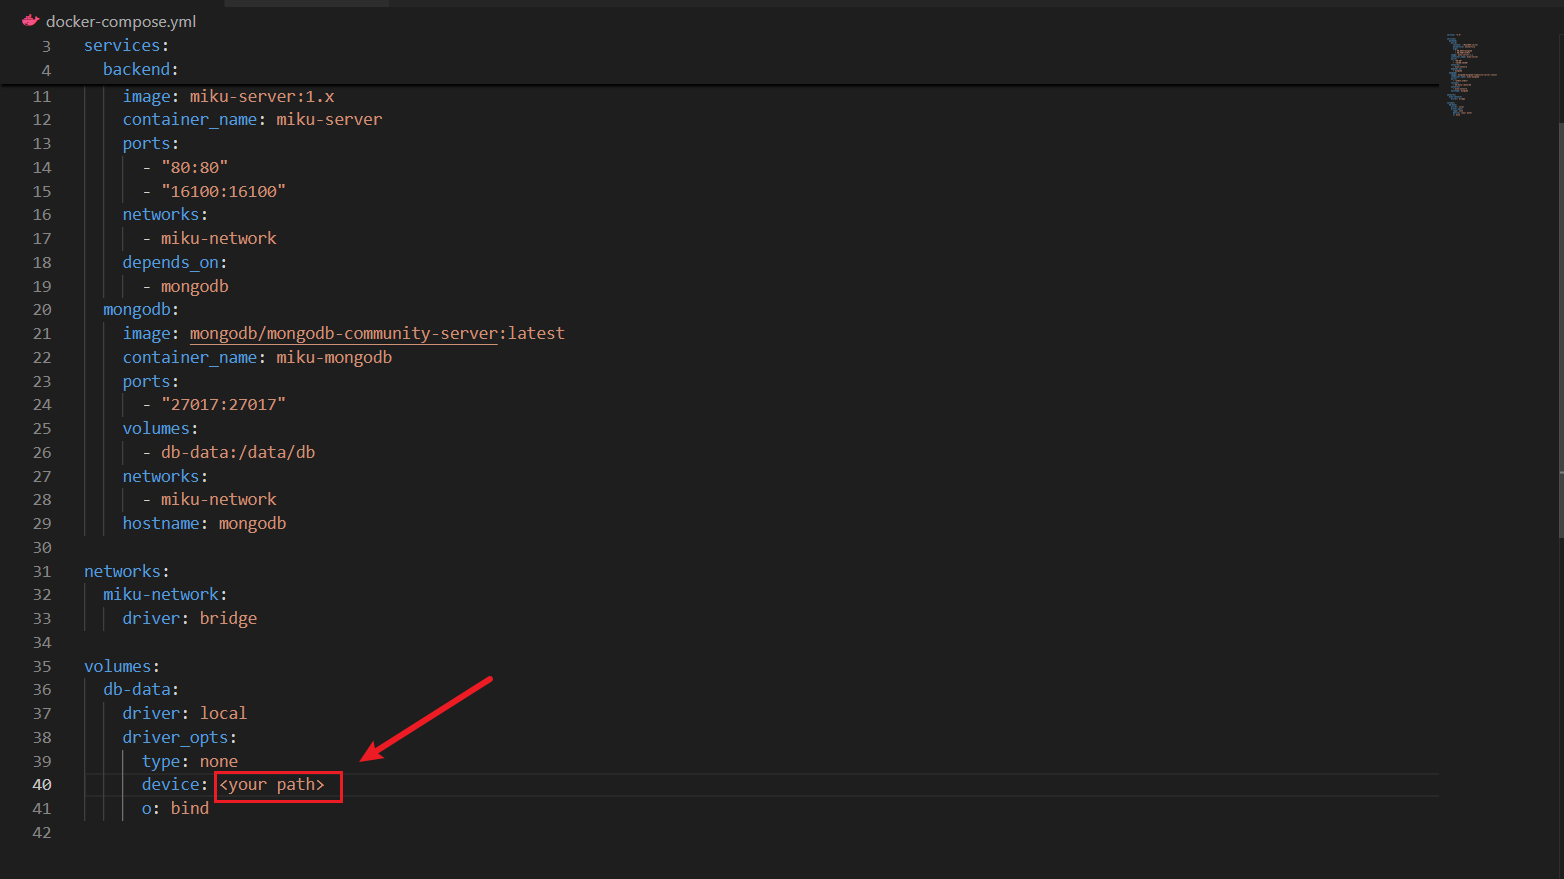 docker-compose.yml
3 services:
4 backend:
11 image: miku-server:1.x
12 container_name: miku-server
13 ports:
14 - "80:80"
15 - "16100:16100"
16 networks:
17 - miku-network
18 depends_on:
19 - mongodb
20 mongodb:
21 image: mongodb/mongodb-community-server:latest
22 container_name: miku-mongodb
23 ports:
24 - "27017:27017"
25 volumes:
26 - db-data:/data/db
27 networks:
28 - miku-network
29 hostname: mongodb
30
31 networks:
32 miku-network:
33 driver: bridge
34
35 volumes:
36 db-data:
37 driver: local
38 driver_opts:
39 type: none
40 device: <your path>
41 o: bind
42